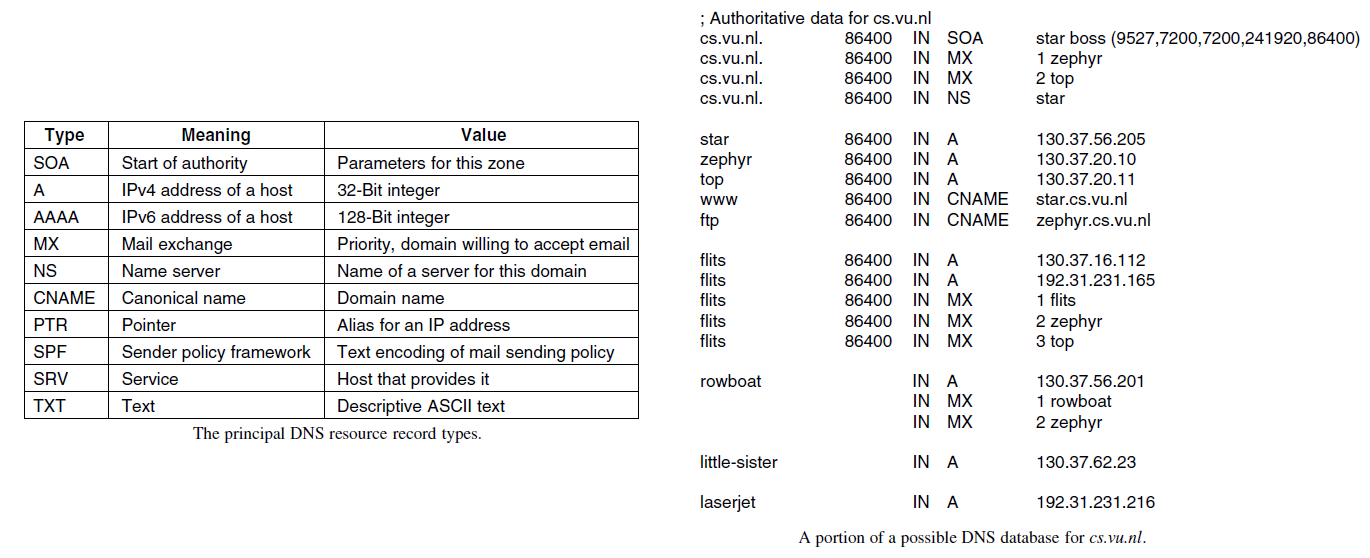 Type Meaning Value
SOA Start of authority Parameters for this zone
A IPv4 address of a host 32-Bit integer
AAAA IPv6 address of a host 128-Bit integer
MX Mail exchange Priority, domain willing to accept email
NS Name server Name of a server for this domain
CNAME Canonical name Domain name
PTR Pointer Alias for an IP address
SPF Sender policy framework Text encoding of mail sending policy
SRV Service Host that provides it
TXT Text Descriptive ASCII text
The principal DNS resource record types.
; Authoritative data for cs.vu.nl
cs.vu.nl. 86400 IN SOA star boss (9527,7200,7200,241920,86400)
cs.vu.nl. 86400 IN MX 1 zephyr
cs.vu.nl. 86400 IN MX 2 top
cs.vu.nl. 86400 IN NS star
star 86400 IN A 130.37.56.205
zephyr 86400 IN A 130.37.20.10
top 86400 IN A 130.37.20.11
www 86400 IN CNAME star.cs.vu.nl
ftp 86400 IN CNAME zephyr.cs.vu.nl
flits 86400 IN A 130.37.16.112
flits 86400 IN A 192.31.231.165
flits 86400 IN MX 1 flits
flits 86400 IN MX 2 zephyr
flits 86400 IN MX 3 top
rowboat IN A 130.37.56.201
IN MX 1 rowboat
IN MX 2 zephyr
little-sister IN A 130.37.62.23
laserjet IN A 192.31.231.216
A portion of a possible DNS database for cs.vu.nl.